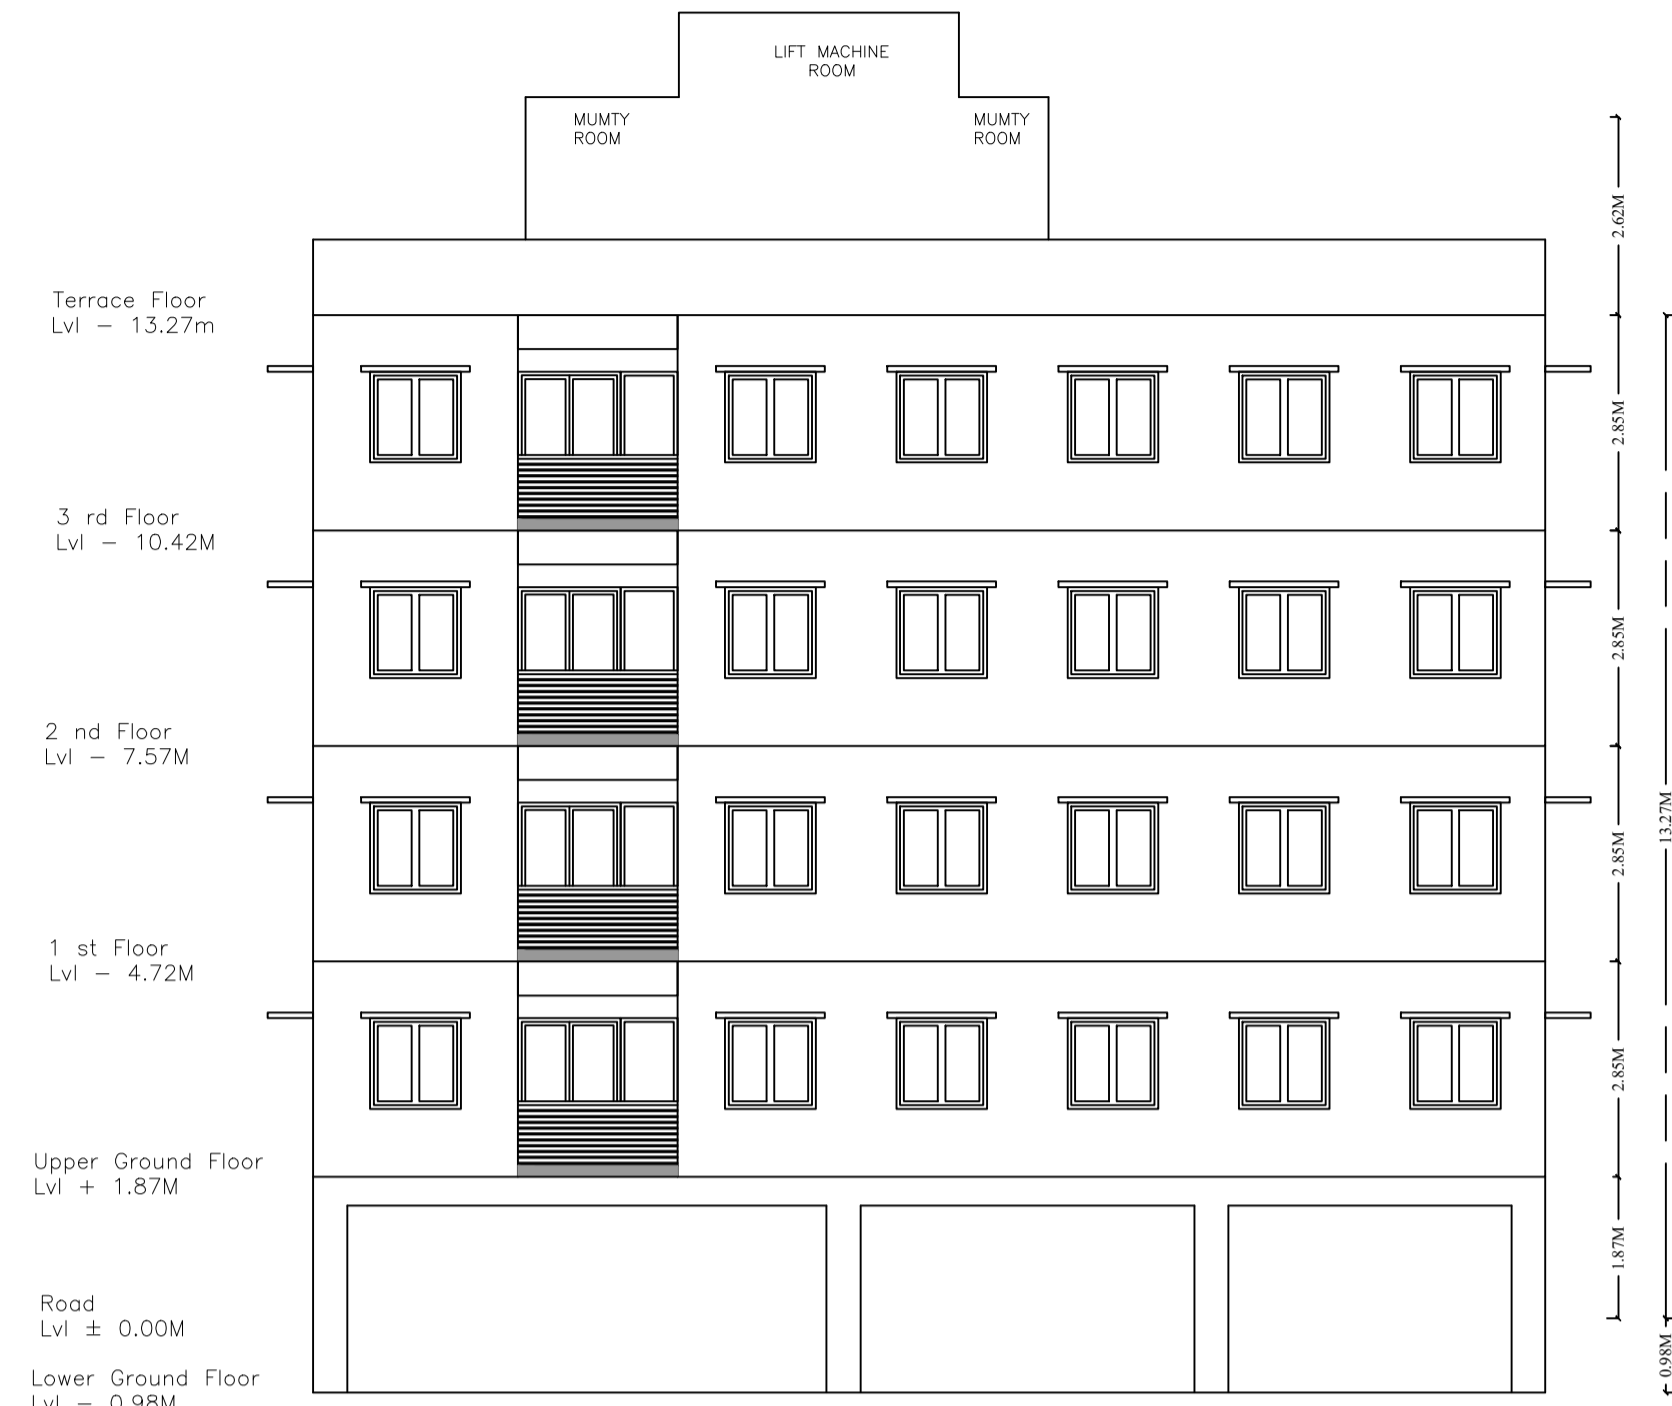 LIFT MACHINE
ROOM
MUMTY
ROOM
MUMTY
ROOM
2.62M
Terrace Floor
Lvl - 13.27m
2.85M
3 rd Floor
Lvl - 10.42M
2.85M
2 nd Floor
Lvl - 7.57M
13.27M
2.85M
1 st Floor
Lvl - 4.72M
2.85M
Upper Ground Floor
Lvl + 1.87M
1.87M
Road
Lvl ± 0.00M
0.98M
Lower Ground Floor
Lvl - 0.98M